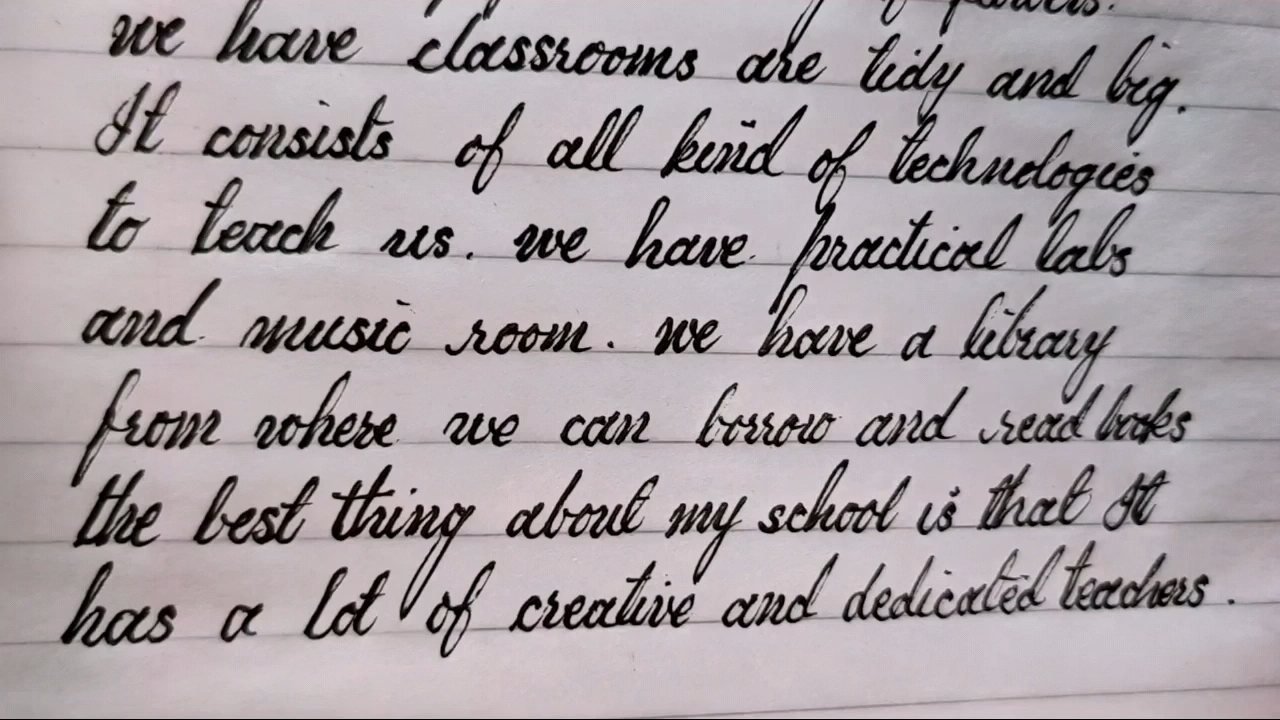 we have classrooms are tidy and big.
It consists of all kind of technologies
to teach us. we have practical labs
and music room. we have a library
from where we can borrow and read books
the best thing about my school is that It
has a lot of creative and dedicated teachers.